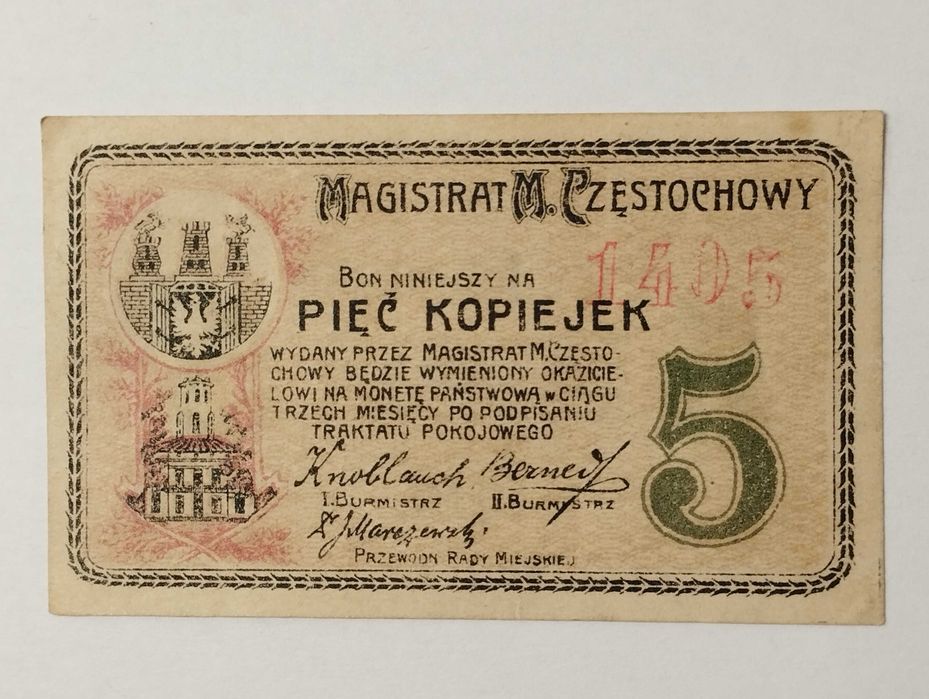 MAGISTRAT M. CZĘSTOCHOWY
1405
BON NINIEJSZY NA
PIĘĆ KOPIEJEK
WYDANY PRZEZ MAGISTRAT M. CZĘSTO-
CHOWY BĘDZIE WYMIENIONY OKAZICIE-
LOWI NA MONETĘ PAŃSTWOWĄ W CIĄGU
TRZECH MIESIĘCY PO PODPISANIU
TRAKTATU POKOJOWEGO
5
Knoblauch
I. BURMISTRZ II. BURMISTRZ
PRZEWODN RADY MIEJSKIEJ